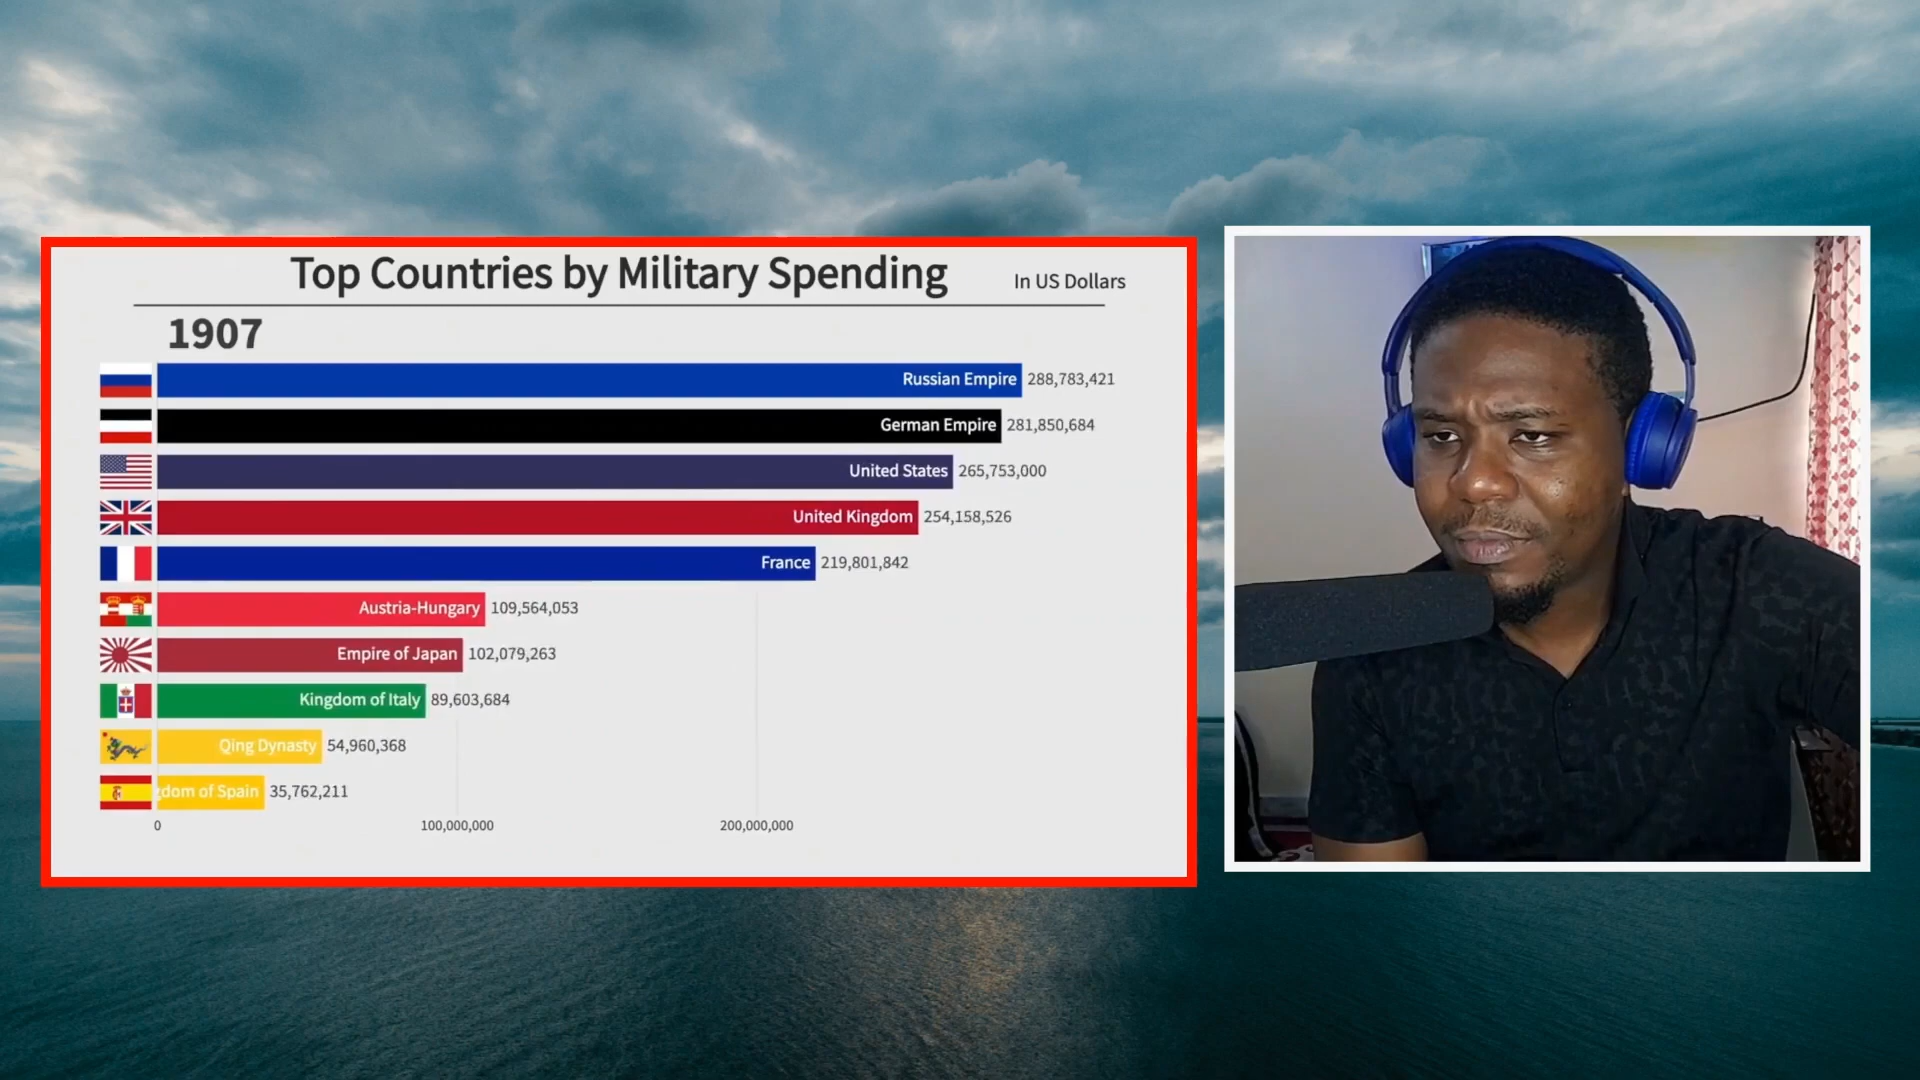 Top Countries by Military Spending In US Dollars
1907
Russian Empire 288,783,421
German Empire 281,850,684
United States 265,753,000
United Kingdom 254,158,526
France 219,801,842
Austria-Hungary 109,564,053
Empire of Japan 102,079,263
Kingdom of Italy 89,603,684
Qing Dynasty 54,960,368
gdom of Spain 35,762,211
0 100,000,000 200,000,000